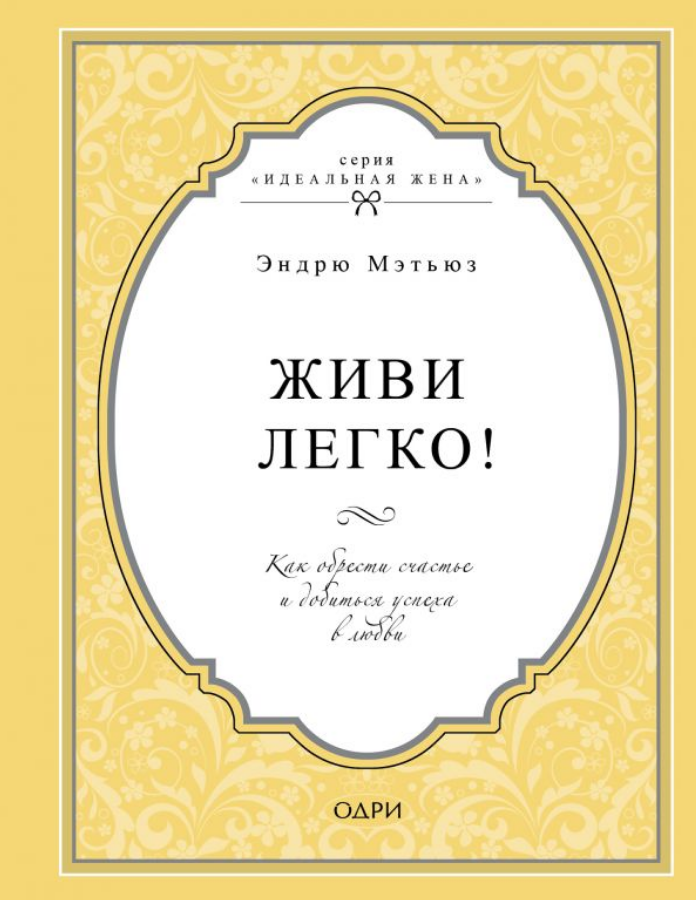 серия
«ИДЕАЛЬНАЯ ЖЕНА»
Эндрю Мэтьюз
ЖИВИ
ЛЕГКО!
Как обрести счастье
и добиться успеха
в любви
ОДРИ